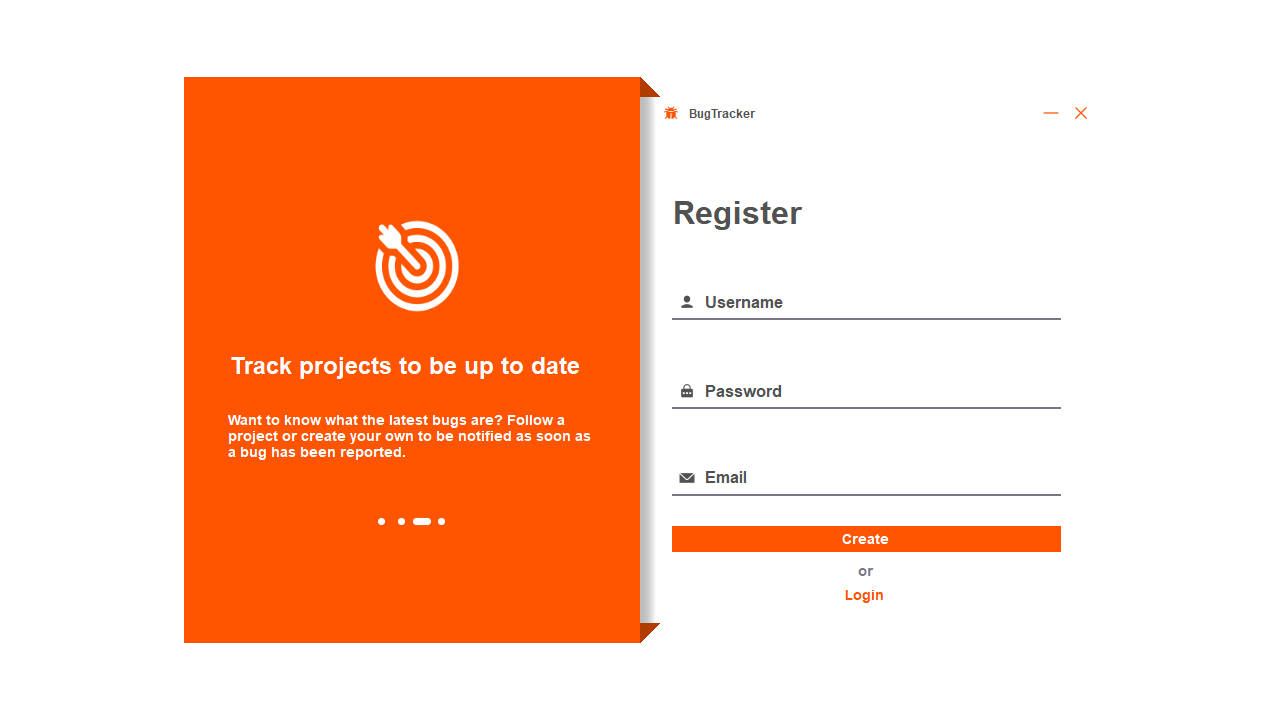 Track projects to be up to date
Want to know what the latest bugs are? Follow a
project or create your own to be notified as soon as
a bug has been reported.
BugTracker
Register
Username
Password
Email
Create
or
Login